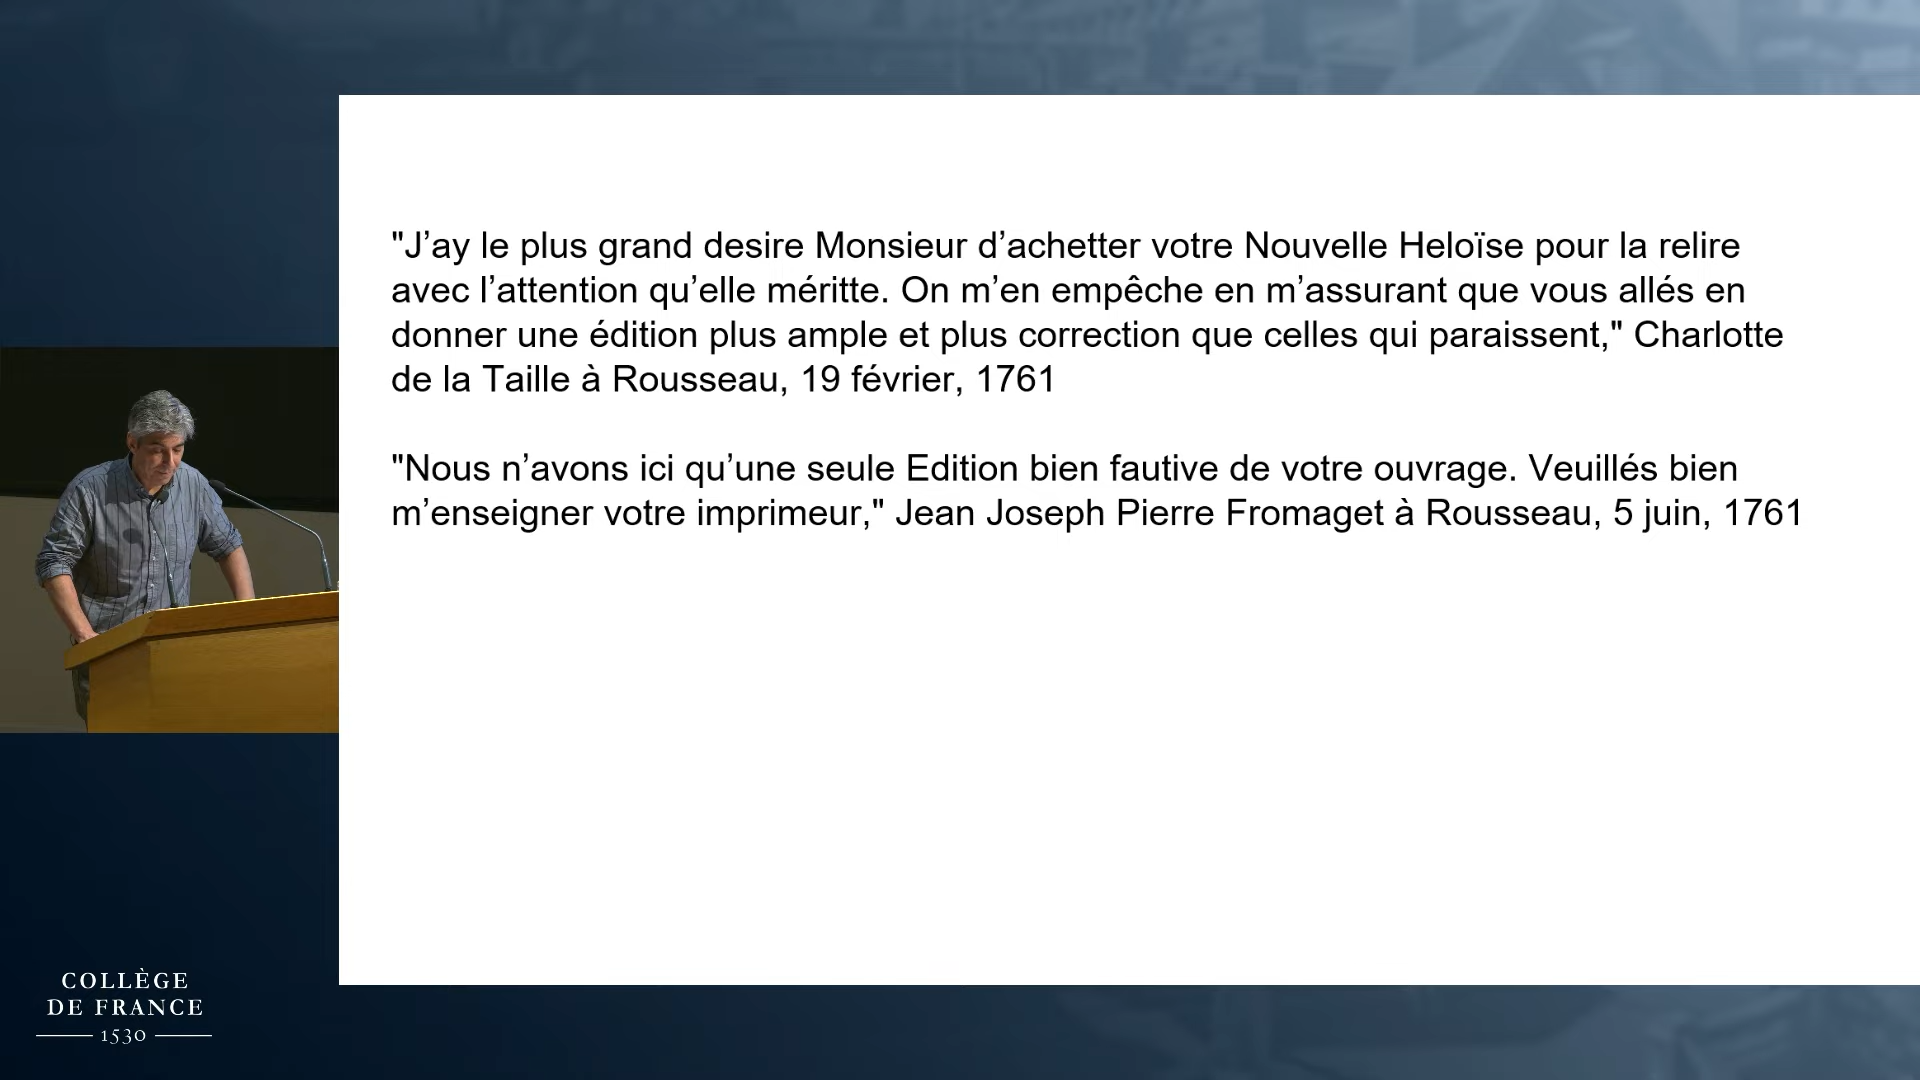 "J’ay le plus grand desire Monsieur d’achetter votre Nouvelle Heloïse pour la relire
avec l’attention qu’elle méritte. On m’en empêche en m’assurant que vous allés en
donner une édition plus ample et plus correction que celles qui paraissent," Charlotte
de la Taille à Rousseau, 19 février, 1761
"Nous n’avons ici qu’une seule Edition bien fautive de votre ouvrage. Veuillés bien
m’enseigner votre imprimeur," Jean Joseph Pierre Fromaget à Rousseau, 5 juin, 1761
COLLÈGE
DE FRANCE
1530